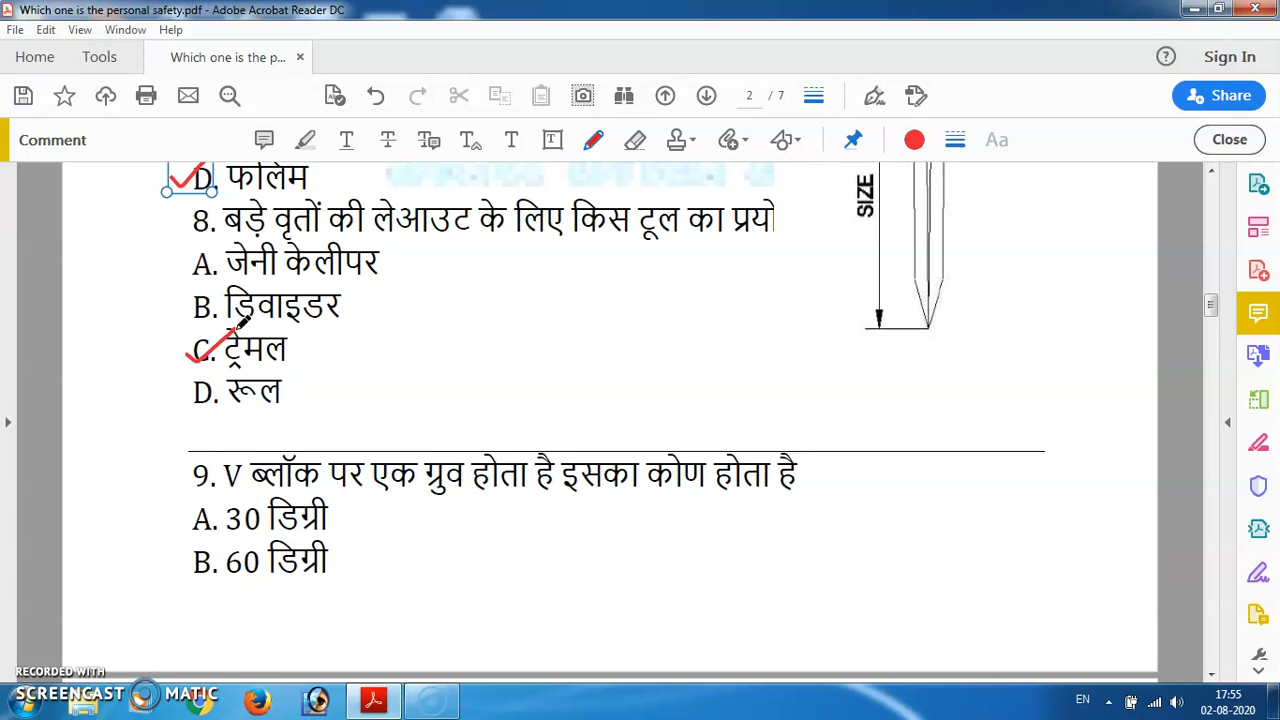 Which one is the personal safety.pdf - Adobe Acrobat Reader DC
File Edit View Window Help
Home Tools Which one is the p... × Sign In
2 / 7 Share
Comment Close
D. फलिम
8. बड़े वृतों की लेआउट के लिए किस टूल का प्रयो
A. जेनी केलीपर
B. डिवाइडर
C. ट्रेमल
D. रूल
SIZE
9. V ब्लॉक पर एक ग्रुव होता है इसका कोण होता है
A. 30 डिग्री
B. 60 डिग्री
RECORDED WITH
SCREENCAST MATIC
EN 17:55
02-08-2020